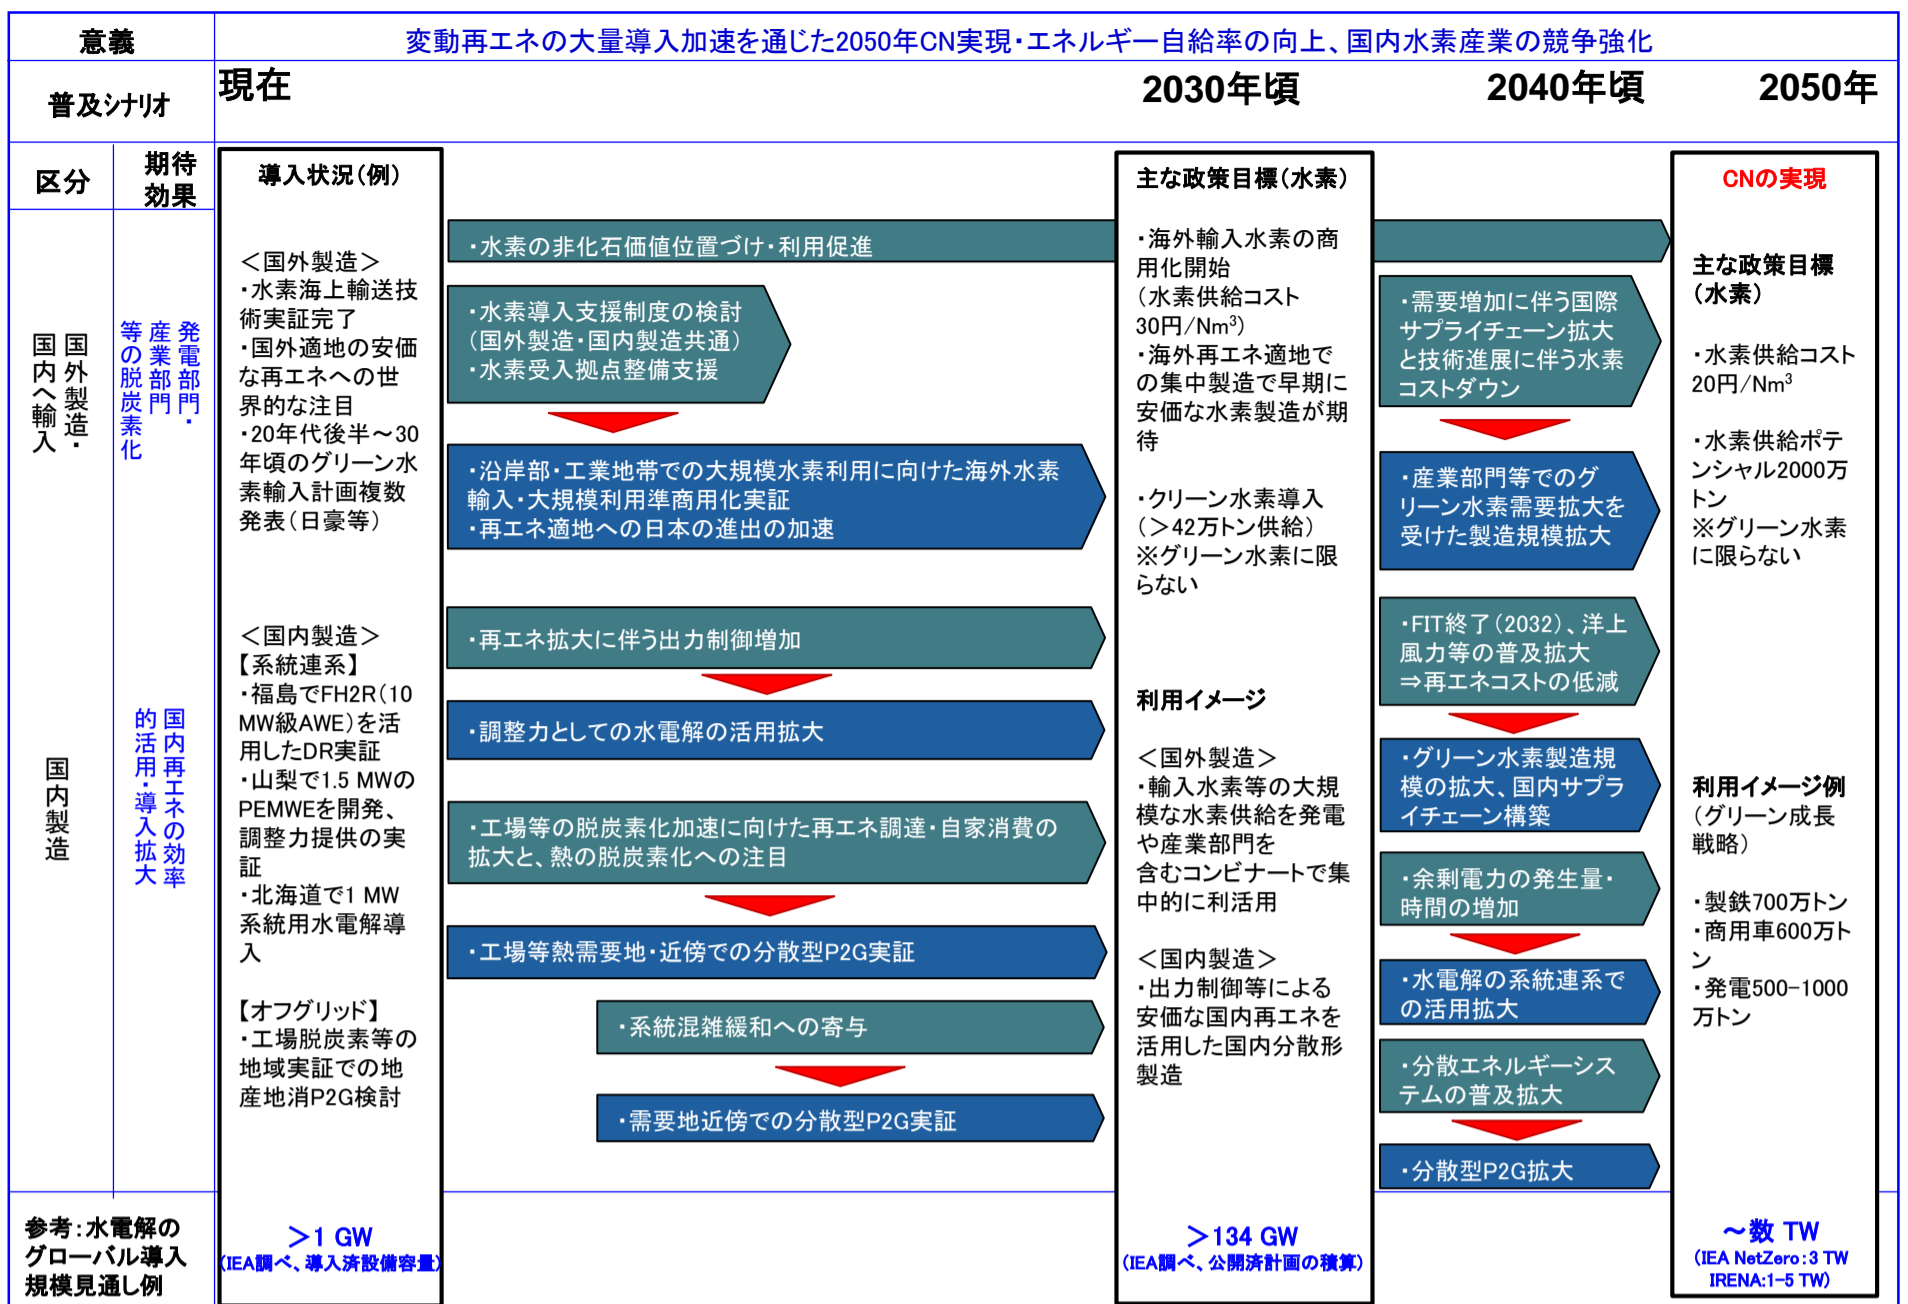 意義
変動再エネの大量導入加速を通じた2050年CN実現・エネルギー自給率の向上、国内水素産業の競争強化
普及シナリオ
現在
2030年頃
2040年頃
2050年
区分
期待
効果
国外製造・
国内へ輸入
発電部門・
産業部門
等の脱炭素化
国内製造
国内再エネの効率
的活用・導入拡大
導入状況(例)
＜国外製造＞
・水素海上輸送技
術実証完了
・国外適地の安価
な再エネへの世
界的な注目
・20年代後半～30
年頃のグリーン水
素輸入計画複数
発表(日豪等)
＜国内製造＞
【系統連系】
・福島でFH2R(10
MW級AWE)を活
用したDR実証
・山梨で1.5 MWの
PEMWEを開発、
調整力提供の実
証
・北海道で1 MW
系統用水電解導
入
【オフグリッド】
・工場脱炭素等の
地域実証での地
産地消P2G検討
・水素の非化石価値位置づけ・利用促進
・水素導入支援制度の検討
(国外製造・国内製造共通)
・水素受入拠点整備支援
・沿岸部・工業地帯での大規模水素利用に向けた海外水素
輸入・大規模利用準商用化実証
・再エネ適地への日本の進出の加速
・再エネ拡大に伴う出力制御増加
・調整力としての水電解の活用拡大
・工場等の脱炭素化加速に向けた再エネ調達・自家消費の
拡大と、熱の脱炭素化への注目
・工場等熱需要地・近傍での分散型P2G実証
・系統混雑緩和への寄与
・需要地近傍での分散型P2G実証
主な政策目標(水素)
・海外輸入水素の商
用化開始
(水素供給コスト
30円/Nm³)
・海外再エネ適地で
の集中製造で早期に
安価な水素製造が期
待
・クリーン水素導入
(＞42万トン供給)
※グリーン水素に限
らない
利用イメージ
＜国外製造＞
・輸入水素等の大規
模な水素供給を発電
や産業部門を
含むコンビナートで集
中的に利活用
＜国内製造＞
・出力制御等による
安価な国内再エネを
活用した国内分散形
製造
・需要増加に伴う国際
サプライチェーン拡大
と技術進展に伴う水素
コストダウン
・産業部門等でのグ
リーン水素需要拡大を
受けた製造規模拡大
・FIT終了(2032)、洋上
風力等の普及拡大
⇒再エネコストの低減
・グリーン水素製造規
模の拡大、国内サプラ
イチェーン構築
・余剰電力の発生量・
時間の増加
・水電解の系統連系で
の活用拡大
・分散エネルギーシス
テムの普及拡大
・分散型P2G拡大
CNの実現
主な政策目標
(水素)
・水素供給コスト
20円/Nm³
・水素供給ポテ
ンシャル2000万
トン
※グリーン水素
に限らない
利用イメージ例
(グリーン成長
戦略)
・製鉄700万トン
・商用車600万ト
ン
・発電500-1000
万トン
参考:水電解の
グローバル導入
規模見通し例
＞1 GW
(IEA調べ、導入済設備容量)
＞134 GW
(IEA調べ、公開済計画の積算)
～数 TW
(IEA NetZero:3 TW
IRENA:1-5 TW)